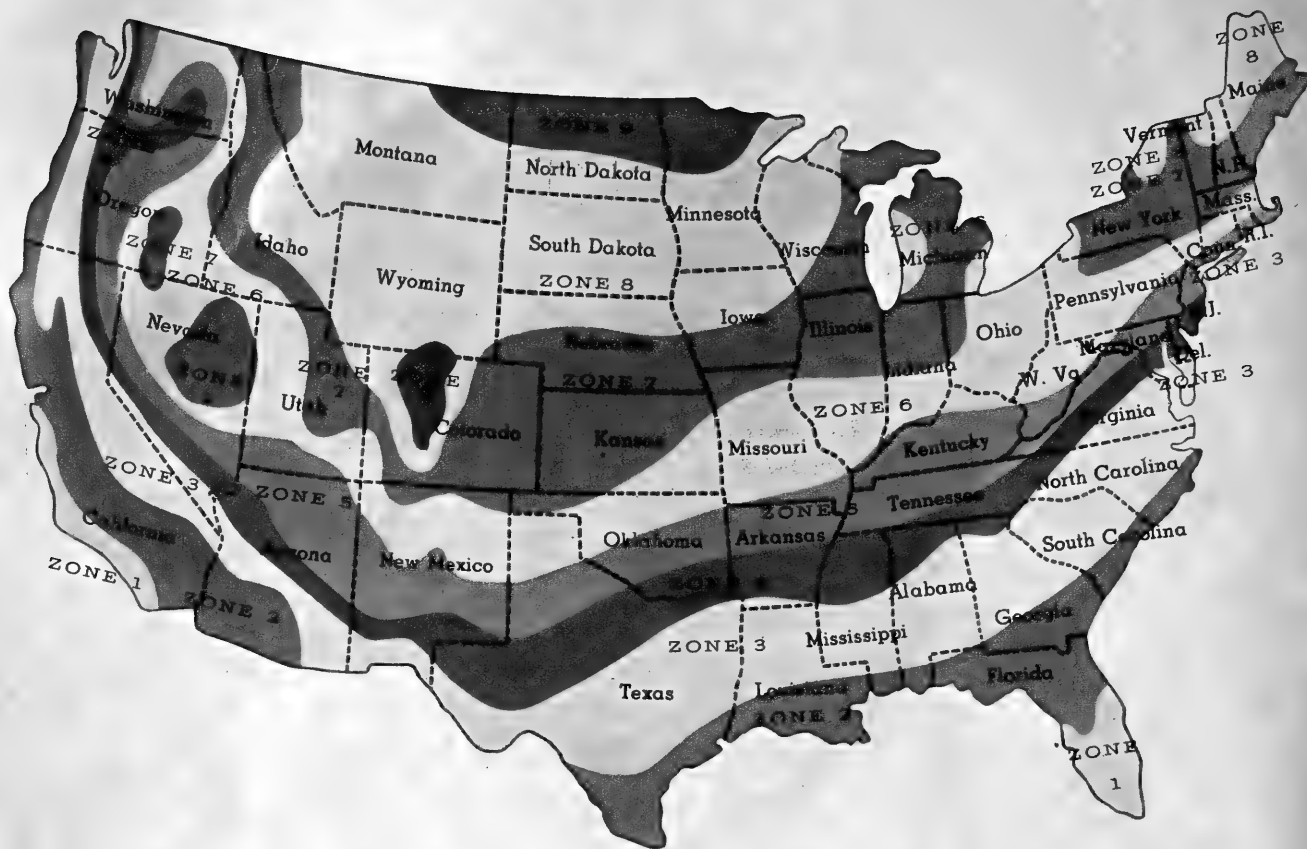 ZONE
8
Maine
Washington
Vermont
ZONE 9
Montana
North Dakota
ZONE
ZONE 7
N.H.
Mass.
Oregon
Minnesota
New York
Idaho
South Dakota
Wisconsin
Michigan
Conn.
R.I.
ZONE 7
ZONE 3
ZONE 6
Wyoming
ZONE 8
Pennsylvania
Nevada
Iowa
Illinois
Ohio
J.
Maryland
Del.
ZONE
7
ZONE
ZONE 7
Indiana
W. Va.
ZONE 3
Utah
Colorado
Kansas
ZONE 6
Virginia
Missouri
Kentucky
ZONE 3
North Carolina
ZONE 5
Tennessee
California
Arizona
New Mexico
Oklahoma
Arkansas
South Carolina
ZONE 1
ZONE 2
Alabama
Georgia
ZONE 3
Mississippi
Texas
Louisiana
Florida
ZONE 2
ZONE
1